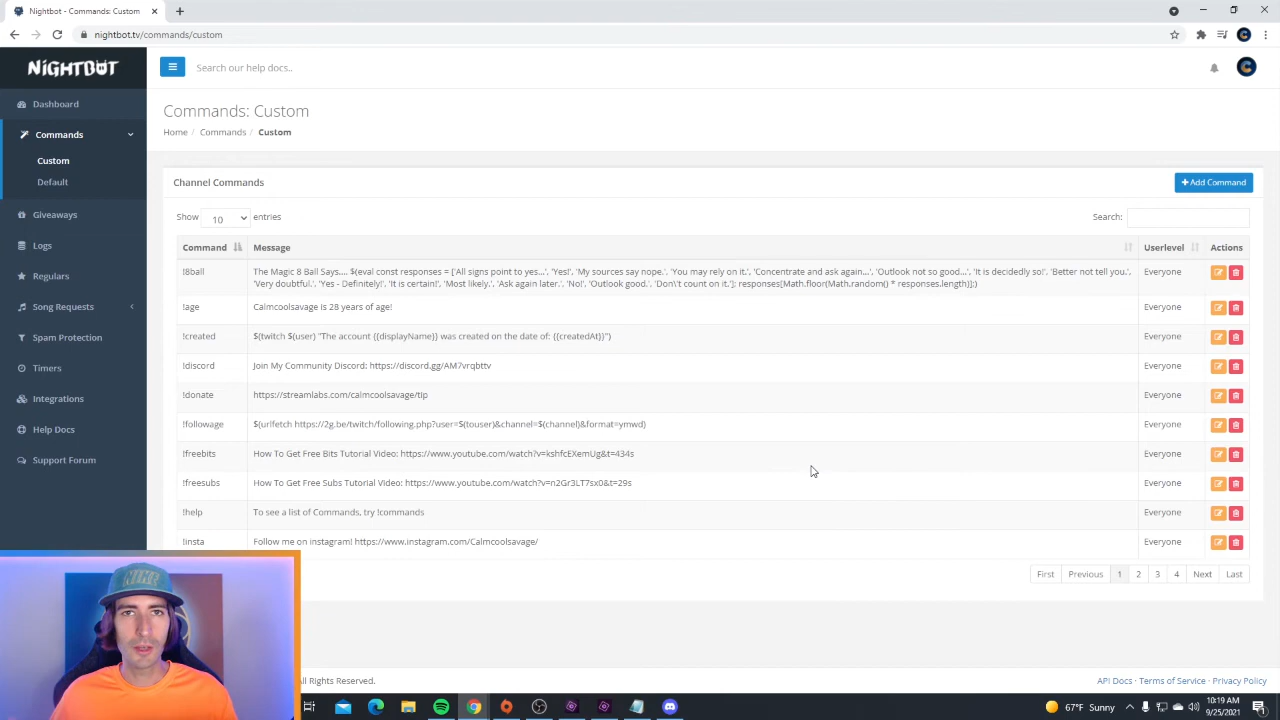 Nightbot - Commands: Custom
nightbot.tv/commands/custom
NiGHTBOT
Search our help docs..
Dashboard
Commands
Custom
Default
Giveaways
Logs
Regulars
Song Requests
Spam Protection
Timers
Integrations
Help Docs
Support Forum
Commands: Custom
Home / Commands / Custom
Channel Commands
+Add Command
Show 10 entries
Search:
Command Message Userlevel Actions
!8ball The Magic 8 Ball Says.... $(eval const responses = ['All signs point to yes...', 'Yes!', 'My sources say nope.', 'You may rely on it.', 'Concentrate and ask again...', 'Outlook not so good...', 'It is decidedly so!', 'Better not tell you.', Everyone
'Very doubtful.', 'Yes - Definitely!', 'It is certain!', 'Most likely.', 'Ask again later.', 'No!', 'Outlook good.', 'Don\'t count on it.']; responses[Math.floor(Math.random() * responses.length)];)
!age Calmcoolsavage is 28 years of age! Everyone
!created $(twitch $(user) "The account {{displayName}} was created on the date of: {{createdAt}}") Everyone
!discord Join My Community Discord: https://discord.gg/AM7vrqbttv Everyone
!donate https://streamlabs.com/calmcoolsavage/tip Everyone
!followage $(urlfetch https://2g.be/twitch/following.php?user=$(touser)&channel=$(channel)&format=ymwd) Everyone
!freebits How To Get Free Bits Tutorial Video: https://www.youtube.com/watch?v=kshfcEXemUg&t=434s Everyone
!freesubs How To Get Free Subs Tutorial Video: https://www.youtube.com/watch?v=n2Gr3LT7sx0&t=29s Everyone
!help To see a list of Commands, try !commands Everyone
!insta Follow me on instagram! https://www.instagram.com/Calmcoolsavage/ Everyone
First Previous 1 2 3 4 Next Last
All Rights Reserved.
API Docs · Terms of Service · Privacy Policy
67°F Sunny
10:19 AM
9/25/2021